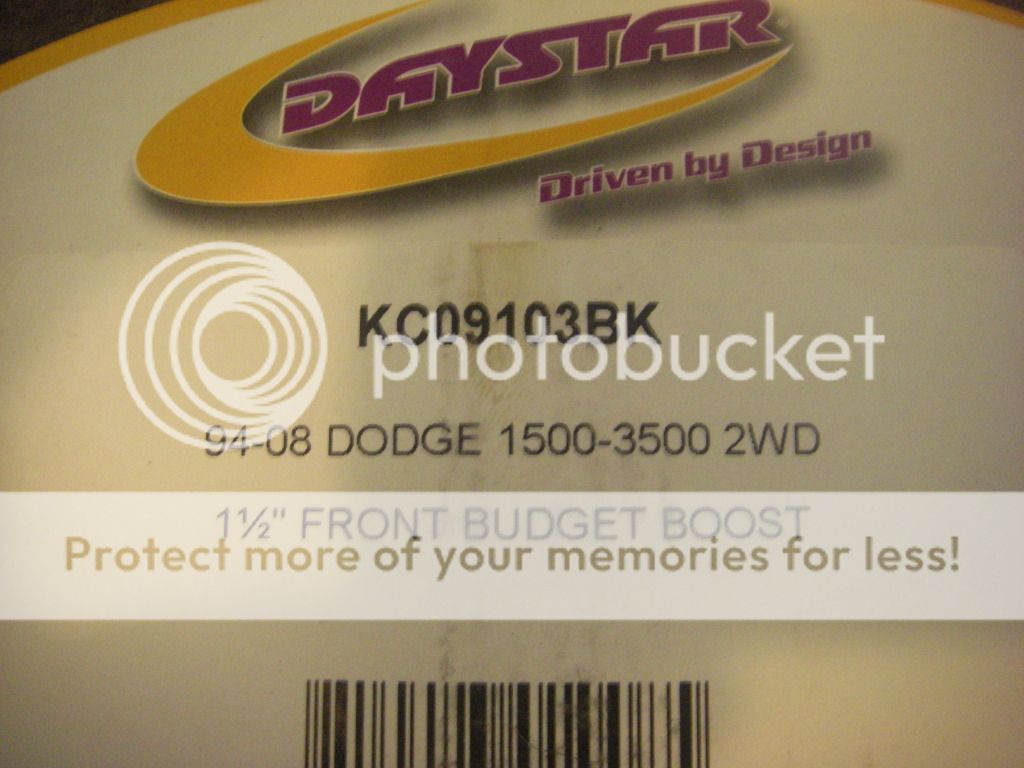 DAYSTAR
Driven by Design
KC09103BK
photobucket
94-08 DODGE 1500-3500 2WD
1½" FRONT BUDGET BOOST
Protect more of your memories for less!